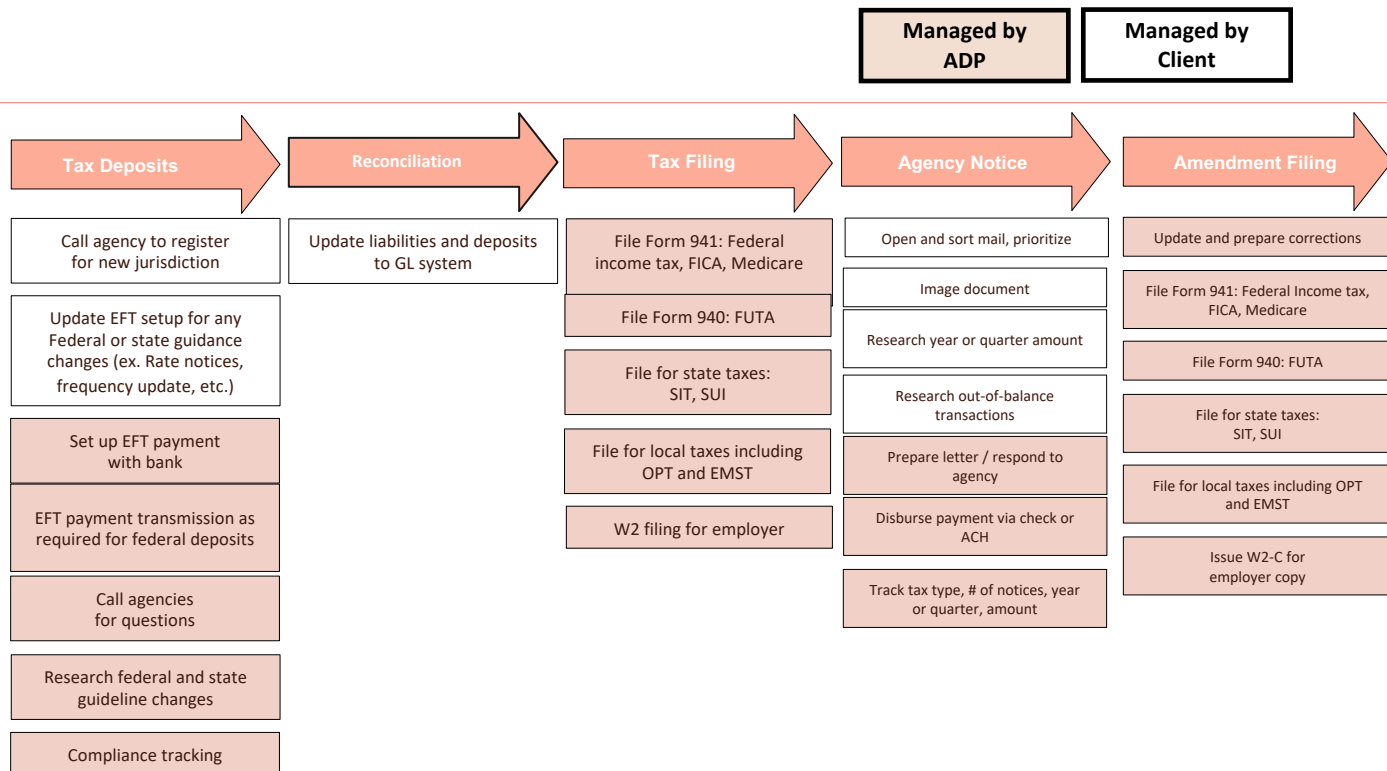 Managed by
ADP
Managed by
Client
Tax Deposits
Reconciliation
Tax Filing
Agency Notice
Amendment Filing
Call agency to register
for new jurisdiction
Update EFT setup for any
Federal or state guidance
changes (ex. Rate notices,
frequency update, etc.)
Set up EFT payment
with bank
EFT payment transmission as
required for federal deposits
Call agencies
for questions
Research federal and state
guideline changes
Compliance tracking
Update liabilities and deposits
to GL system
File Form 941: Federal
income tax, FICA, Medicare
File Form 940: FUTA
File for state taxes:
SIT, SUI
File for local taxes including
OPT and EMST
W2 filing for employer
Open and sort mail, prioritize
Image document
Research year or quarter amount
Research out-of-balance
transactions
Prepare letter / respond to
agency
Disburse payment via check or
ACH
Track tax type, # of notices, year
or quarter, amount
Update and prepare corrections
File Form 941: Federal Income tax,
FICA, Medicare
File Form 940: FUTA
File for state taxes:
SIT, SUI
File for local taxes including OPT
and EMST
Issue W2-C for
employer copy